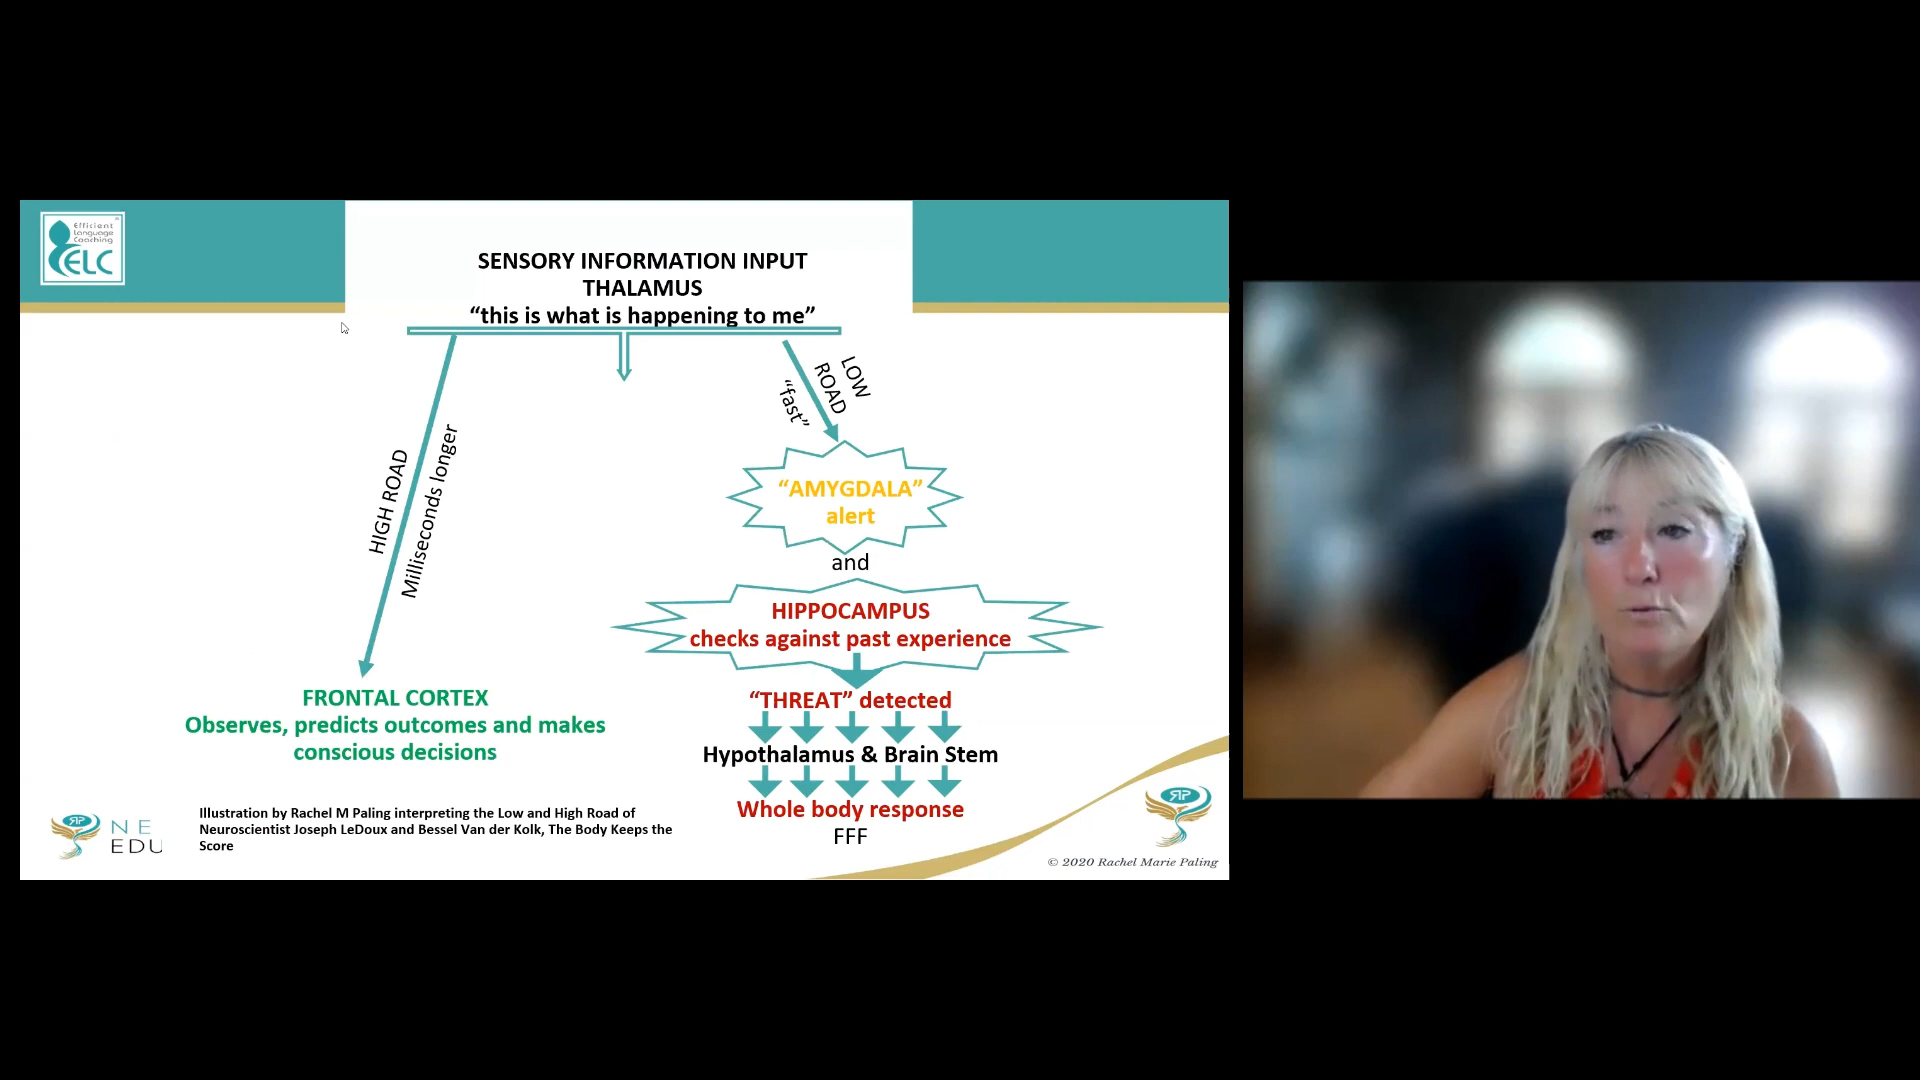 Efficient
Language
Coaching
ELC
SENSORY INFORMATION INPUT
THALAMUS
“this is what is happening to me”
LOW
ROAD
“fast”
HIGH ROAD
Milliseconds longer
“AMYGDALA”
alert
and
HIPPOCAMPUS
checks against past experience
“THREAT” detected
Hypothalamus & Brain Stem
Whole body response
FFF
FRONTAL CORTEX
Observes, predicts outcomes and makes
conscious decisions
Illustration by Rachel M Paling interpreting the Low and High Road of
Neuroscientist Joseph LeDoux and Bessel Van der Kolk, The Body Keeps the
Score
NE
EDU
© 2020 Rachel Marie Paling